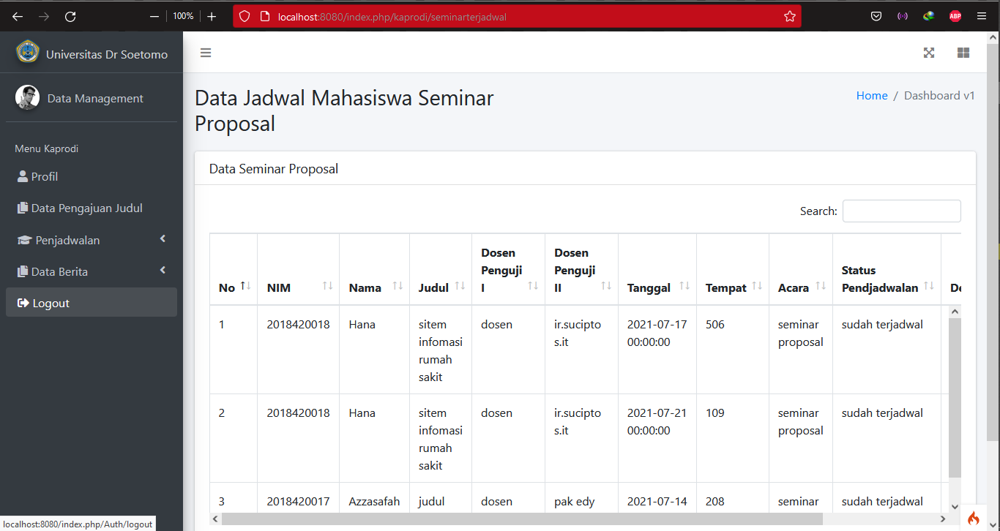 100%
localhost:8080/index.php/kaprodi/seminarterjadwal
ABP
Universitas Dr Soetomo
Data Management
Menu Kaprodi
Profil
Data Pengajuan Judul
Penjadwalan
Data Berita
Logout
Data Jadwal Mahasiswa Seminar
Proposal
Home / Dashboard v1
Data Seminar Proposal
Search:
No NIM Nama Judul Dosen Penguji I Dosen Penguji II Tanggal Tempat Acara Status Pendjadwalan De
1 2018420018 Hana sitem infomasi rumah sakit dosen ir.sucipto s.it 2021-07-17 00:00:00 506 seminar proposal sudah terjadwal
2 2018420018 Hana sitem infomasi rumah sakit dosen ir.sucipto s.it 2021-07-21 00:00:00 109 seminar proposal sudah terjadwal
3 2018420017 Azzasafah judul dosen pak edy 2021-07-14 208 seminar sudah terjadwal
localhost:8080/index.php/Auth/logout